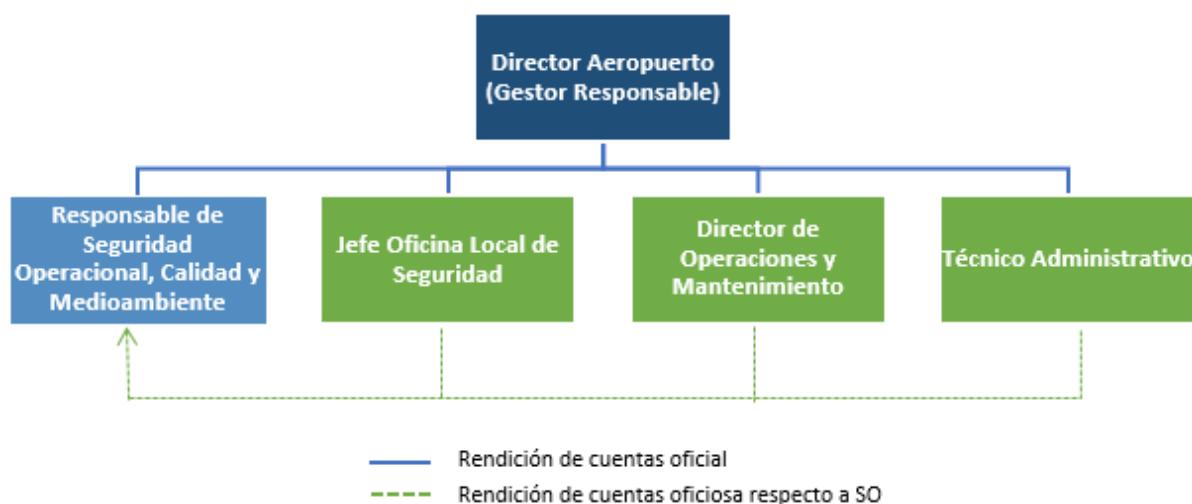 Director Aeropuerto
(Gestor Responsable)
Responsable de
Seguridad
Operacional, Calidad y
Medioambiente
Jefe Oficina Local de
Seguridad
Director de
Operaciones y
Mantenimiento
Técnico Administrativo
Rendición de cuentas oficial
Rendición de cuentas oficiosa respecto a SO